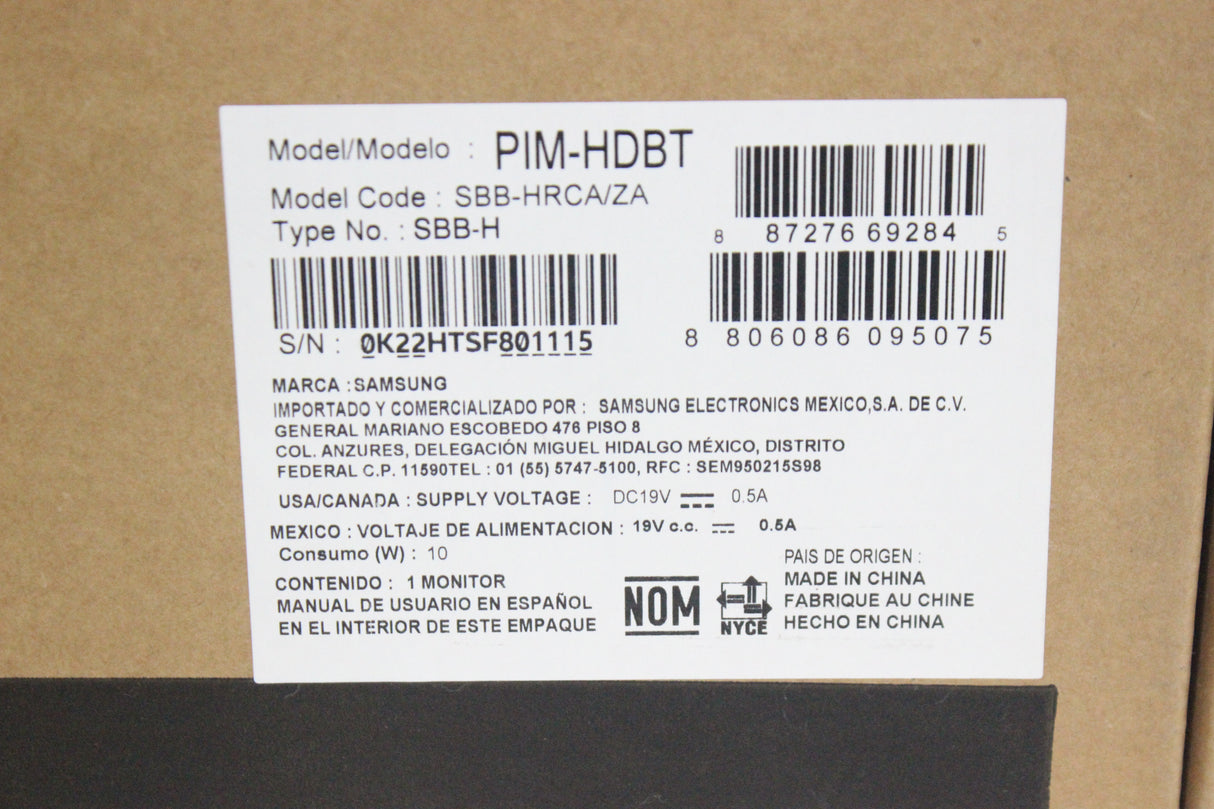 Model/Modelo : PIM-HDBT
Model Code : SBB-HRCA/ZA
Type No. : SBB-H
8 87276 69284 5
8 806086 095075
S/N : 0K22HTSF801115
MARCA : SAMSUNG
IMPORTADO Y COMERCIALIZADO POR : SAMSUNG ELECTRONICS MEXICO,S.A. DE C.V.
GENERAL MARIANO ESCOBEDO 476 PISO 8
COL. ANZURES, DELEGACIÓN MIGUEL HIDALGO MÉXICO, DISTRITO
FEDERAL C.P. 11590TEL : 01 (55) 5747-5100, RFC : SEM950215S98
USA/CANADA : SUPPLY VOLTAGE : DC19V 0.5A
MEXICO : VOLTAJE DE ALIMENTACION : 19V c.c. 0.5A
Consumo (W) : 10
CONTENIDO : 1 MONITOR
MANUAL DE USUARIO EN ESPAÑOL
EN EL INTERIOR DE ESTE EMPAQUE
NOM
NYCE
PAIS DE ORIGEN :
MADE IN CHINA
FABRIQUE AU CHINE
HECHO EN CHINA